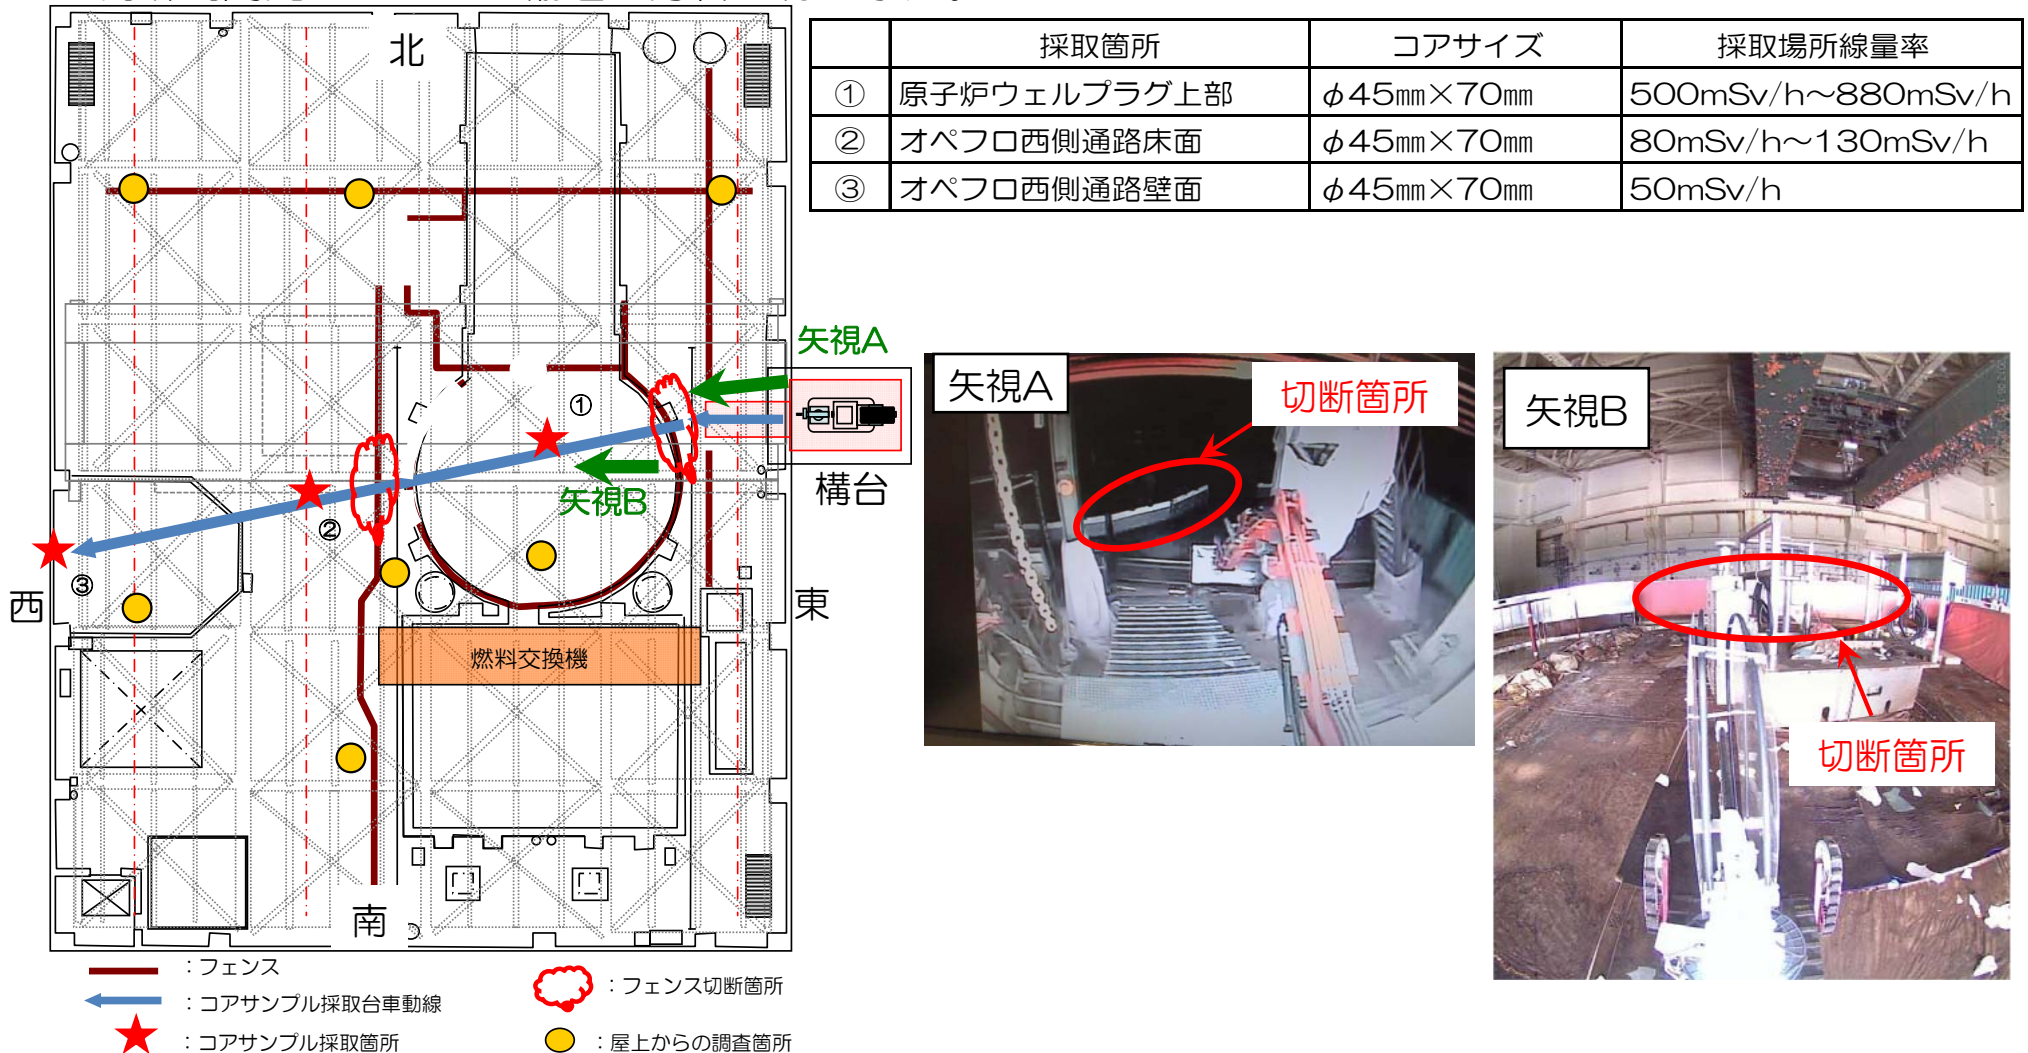 北
採取箇所 コアサイズ 採取場所線量率
① 原子炉ウェルプラグ上部 φ45㎜×70㎜ 500mSv/h～880mSv/h
② オペフロ西側通路床面 φ45㎜×70㎜ 80mSv/h～130mSv/h
③ オペフロ西側通路壁面 φ45㎜×70㎜ 50mSv/h
矢視A
①
構台
矢視B
②
③
西
東
燃料交換機
南
矢視A
切断箇所
矢視B
切断箇所
：フェンス
：コアサンプル採取台車動線
：コアサンプル採取箇所
：フェンス切断箇所
：屋上からの調査箇所